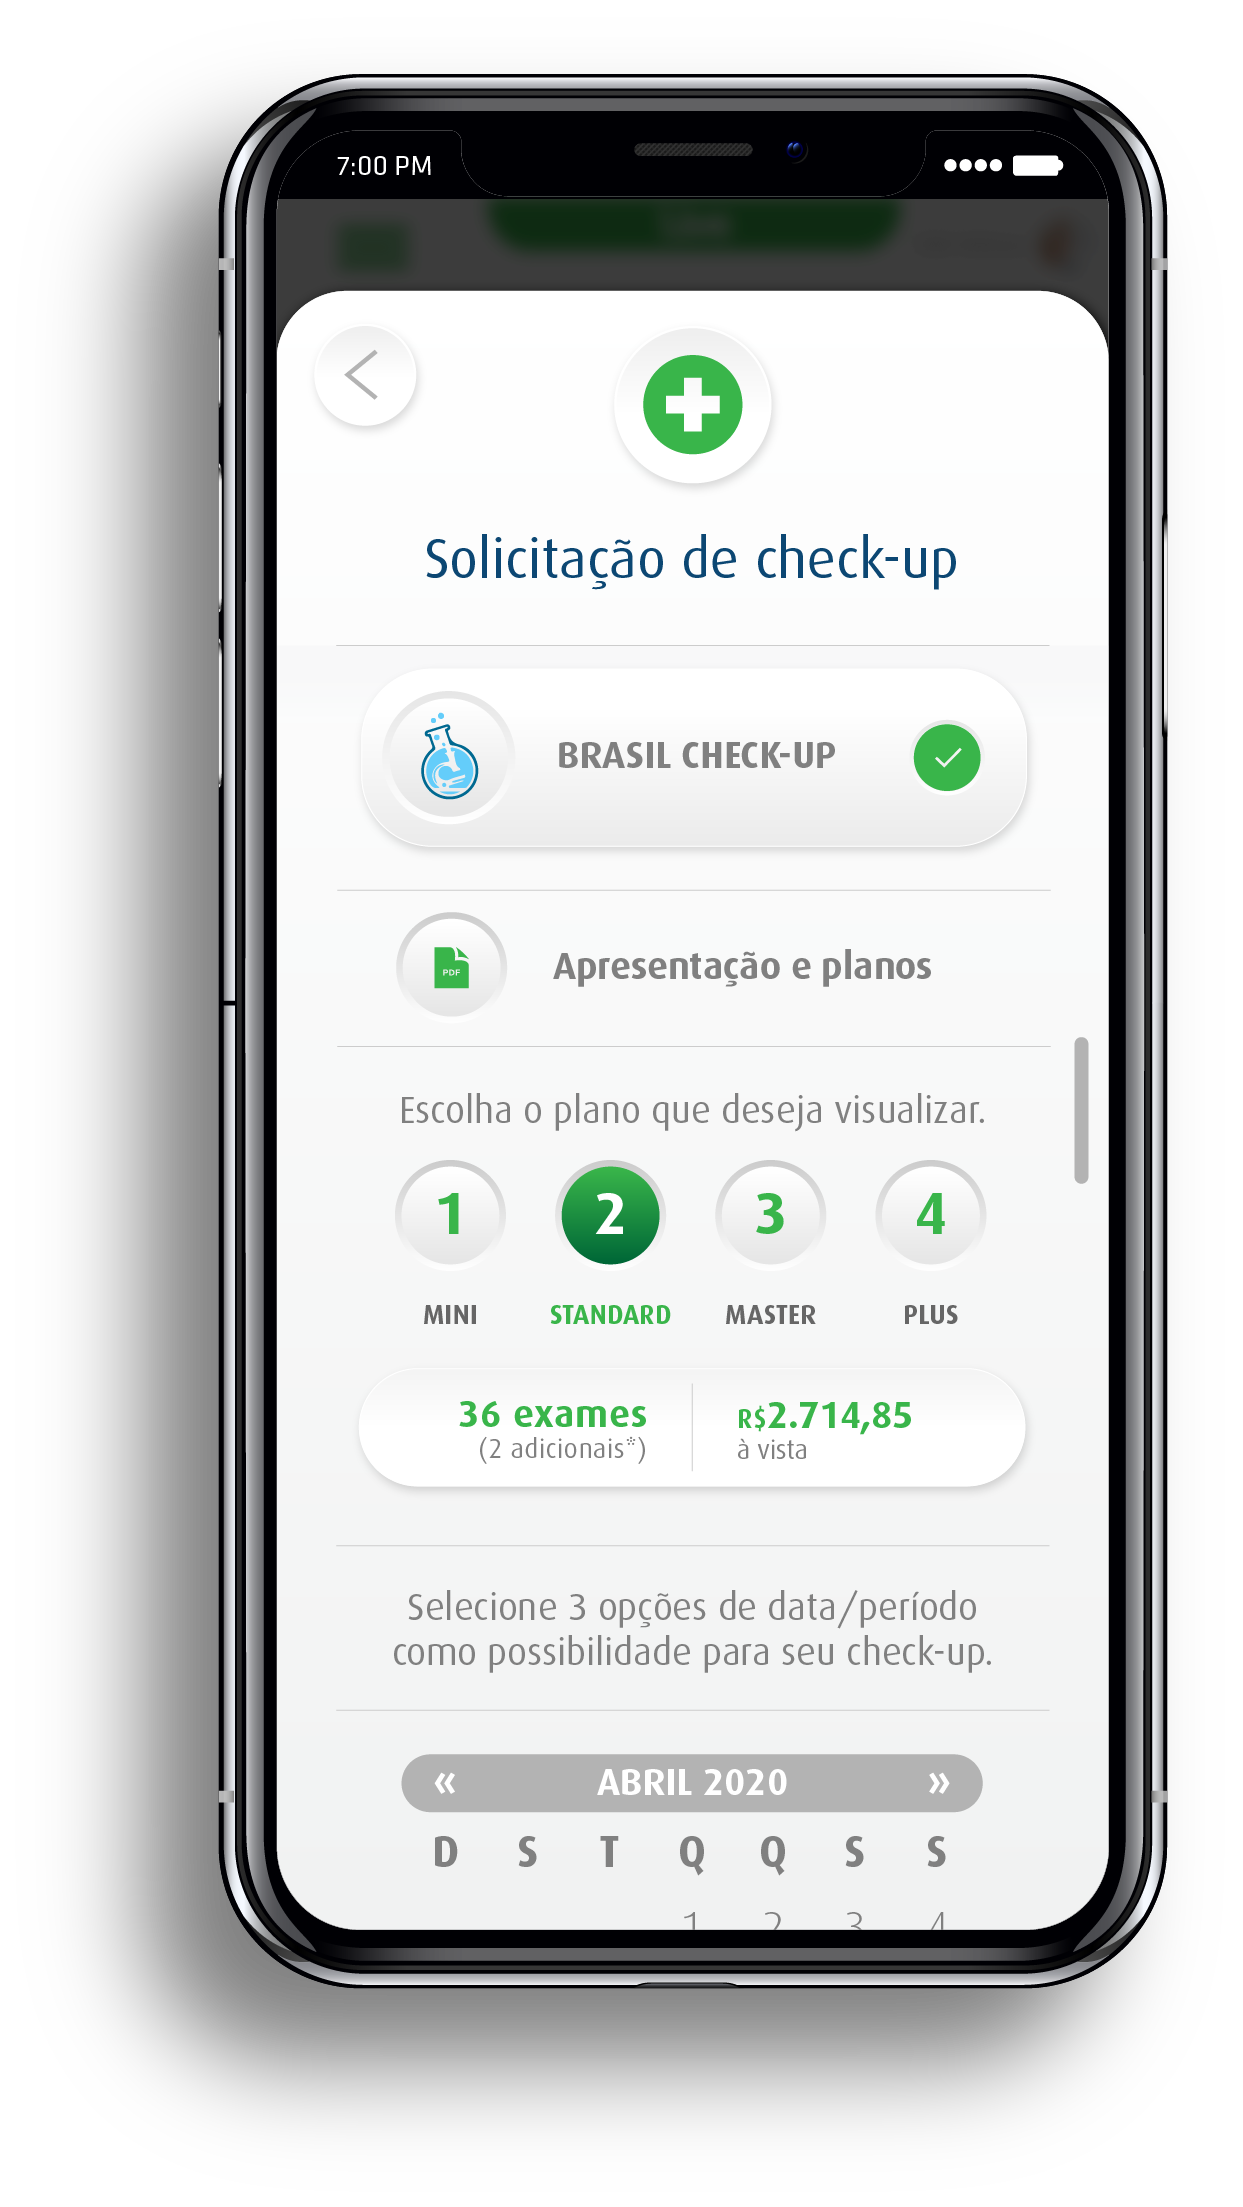 7:00 PM
Solicitação de check-up
BRASIL CHECK-UP
PDF
Apresentação e planos
Escolha o plano que deseja visualizar.
1 2 3 4
MINI STANDARD MASTER PLUS
36 exames R$2.714,85
(2 adicionais*) à vista
Selecione 3 opções de data/período
como possibilidade para seu check-up.
« ABRIL 2020 »
D S T Q Q S S
1 2 3 4